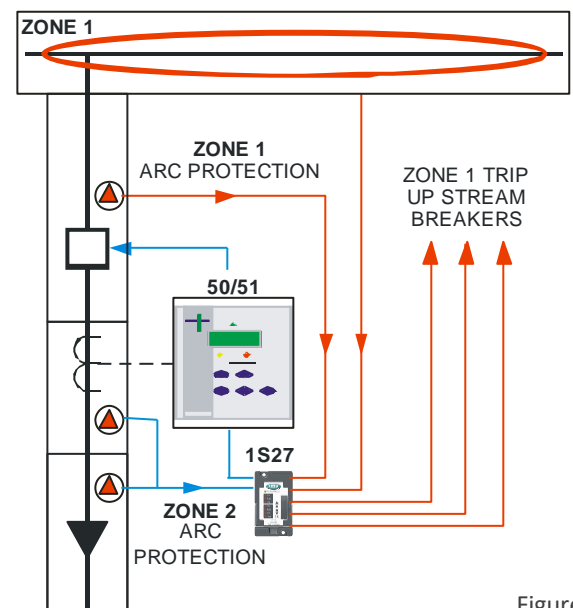 ZONE 1
ZONE 1
ARC PROTECTION
ZONE 1 TRIP
UP STREAM
BREAKERS
50/51
1S27
ZONE 2
ARC
PROTECTION
Figure